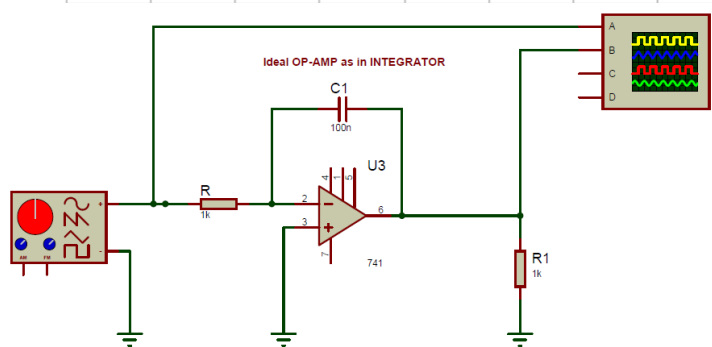 A
B
C
D
Ideal OP-AMP as in INTEGRATOR
C1
100n
U3
4
1
5
R
1k
2
3
6
7
741
+
-
AM
FM
R1
1k